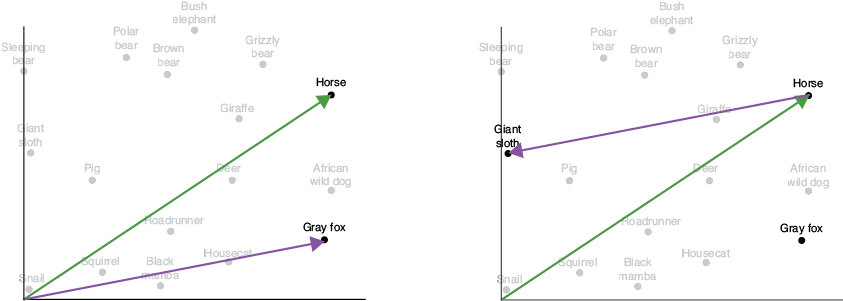 Bush
elephant
Polar
bear
Brown
bear
Grizzly
bear
Sleeping
bear
Horse
Giraffe
Giant
sloth
Pig
Deer
African
wild dog
Roadrunner
Gray fox
Housecat
Squirrel
Black
mamba
Snail
Bush
elephant
Polar
bear
Brown
bear
Grizzly
bear
Sleeping
bear
Horse
Giraffe
Giant
sloth
Pig
Deer
African
wild dog
Roadrunner
Gray fox
Housecat
Squirrel
Black
mamba
Snail